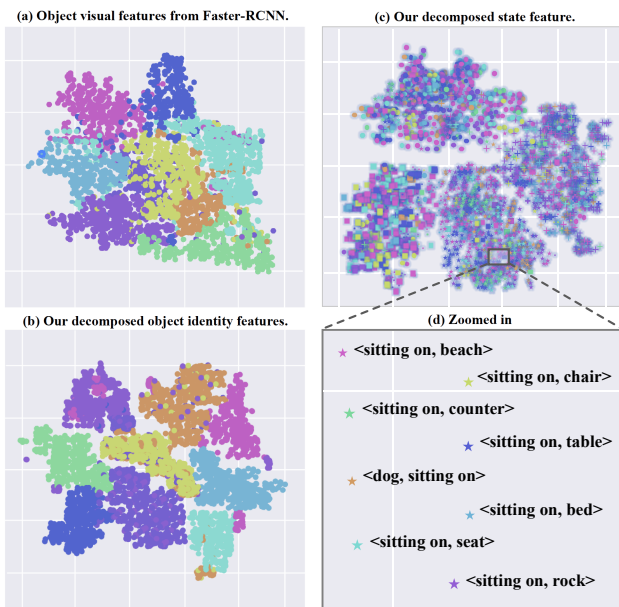 (a) Object visual features from Faster-RCNN.
(c) Our decomposed state feature.
(b) Our decomposed object identity features.
(d) Zoomed in
<sitting on, beach>
<sitting on, chair>
<sitting on, counter>
<sitting on, table>
<dog, sitting on>
<sitting on, bed>
<sitting on, seat>
<sitting on, rock>